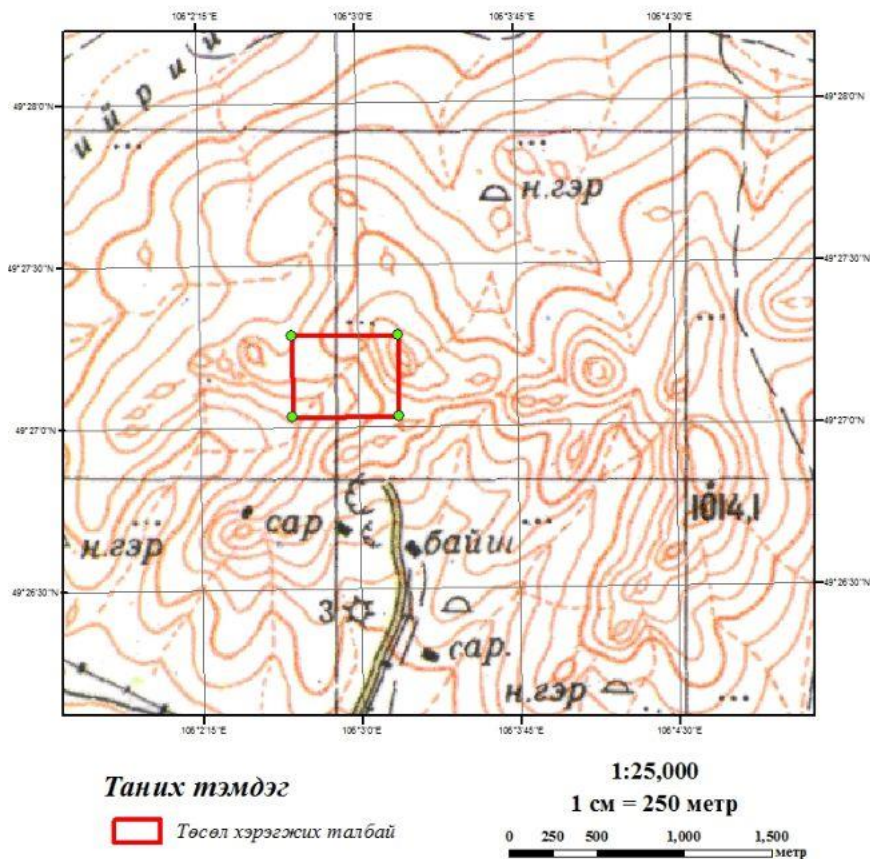 106°2'15"E 106°3'0"E 106°3'45"E 106°4'30"E
ийрий
49°28'0"N 49°28'0"N
н.гэр
49°27'30"N 49°27'30"N
49°27'0"N 49°27'0"N
1014,1
сар байш
н.гэр
49°26'30"N 49°26'30"N
3
сар.
н.гэр
106°2'15"E 106°3'0"E 106°3'45"E 106°4'30"E
Таних тэмдэг
Төсөл хэрэгжих талбай
1:25,000
1 см = 250 метр
0 250 500 1,000 1,500
метр